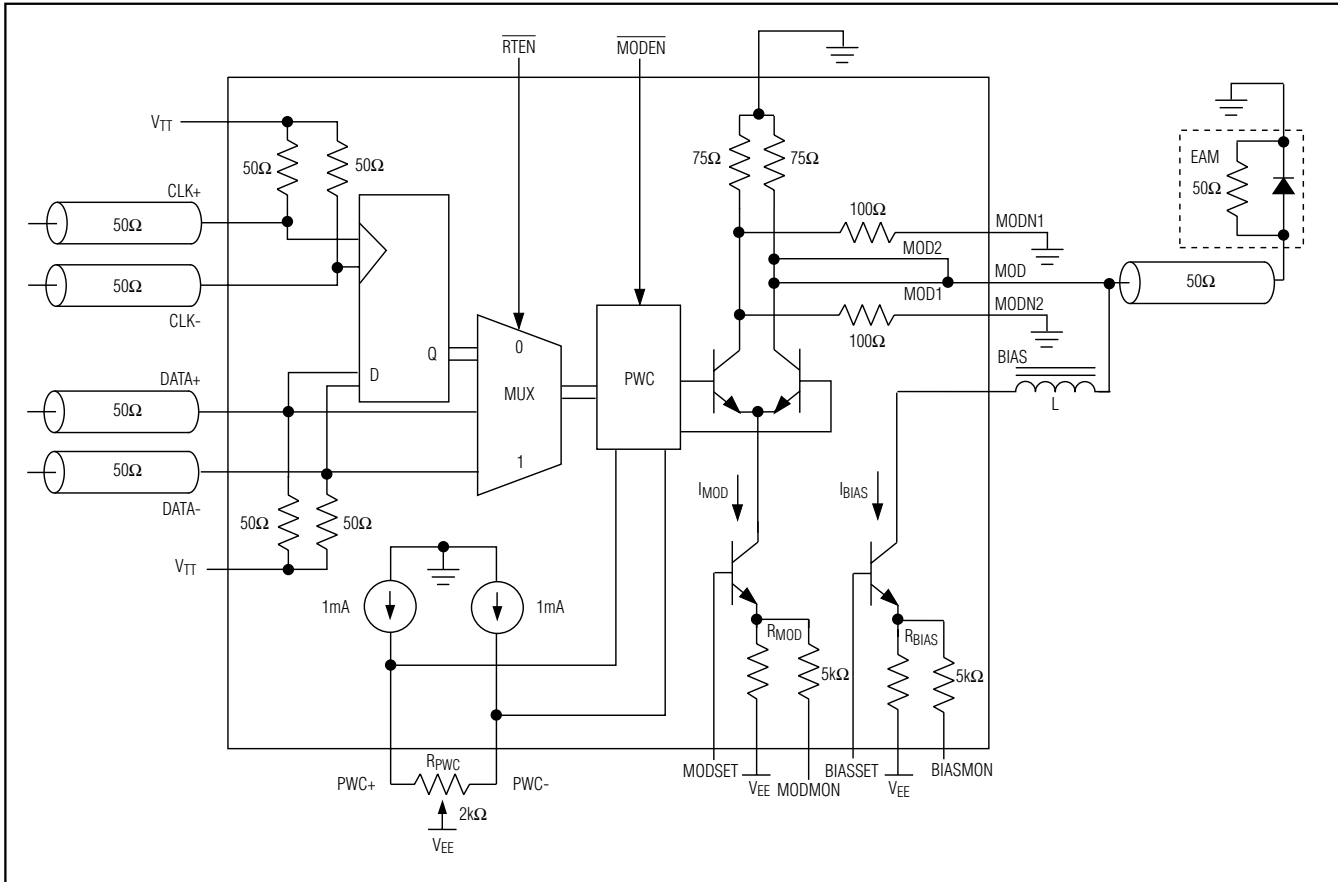 RTEN
MODEN
VTT
50Ω
50Ω
75Ω
75Ω
EAM
50Ω
CLK+
50Ω
100Ω
MODN1
MOD2
MOD
50Ω
50Ω
CLK-
MOD1
MODN2
100Ω
0
Q
PWC
BIAS
DATA+
D
MUX
L
50Ω
50Ω
1
DATA-
IMOD
IBIAS
50Ω
50Ω
VTT
1mA
1mA
RMOD
RBIAS
5kΩ
5kΩ
RPWC
PWC+
PWC-
2kΩ
VEE
MODSET
VEE
MODMON
BIASSET
VEE
BIASMON